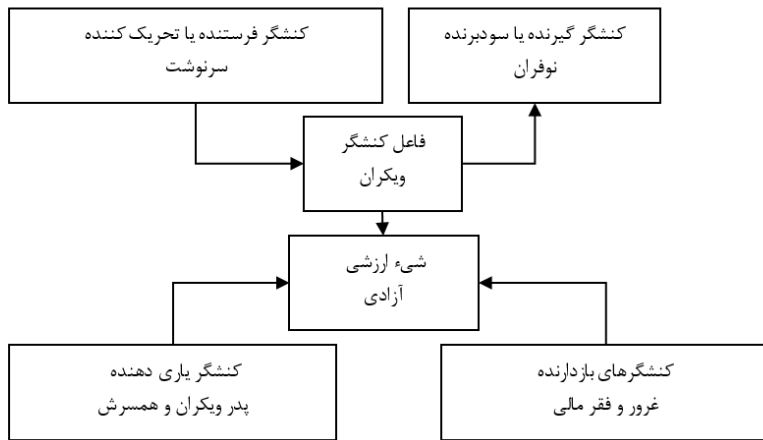 کنشگر گیرنده یا سودبرنده
نوفران
کنشگر فرستنده یا تحریک کننده
سرنوشت
فاعل کنشگر
ویکران
شیء ارزشی
آزادی
کنشگرهای بازدارنده
غرور و فقر مالی
کنشگر یاری دهنده
پدر ویکران و همسرش